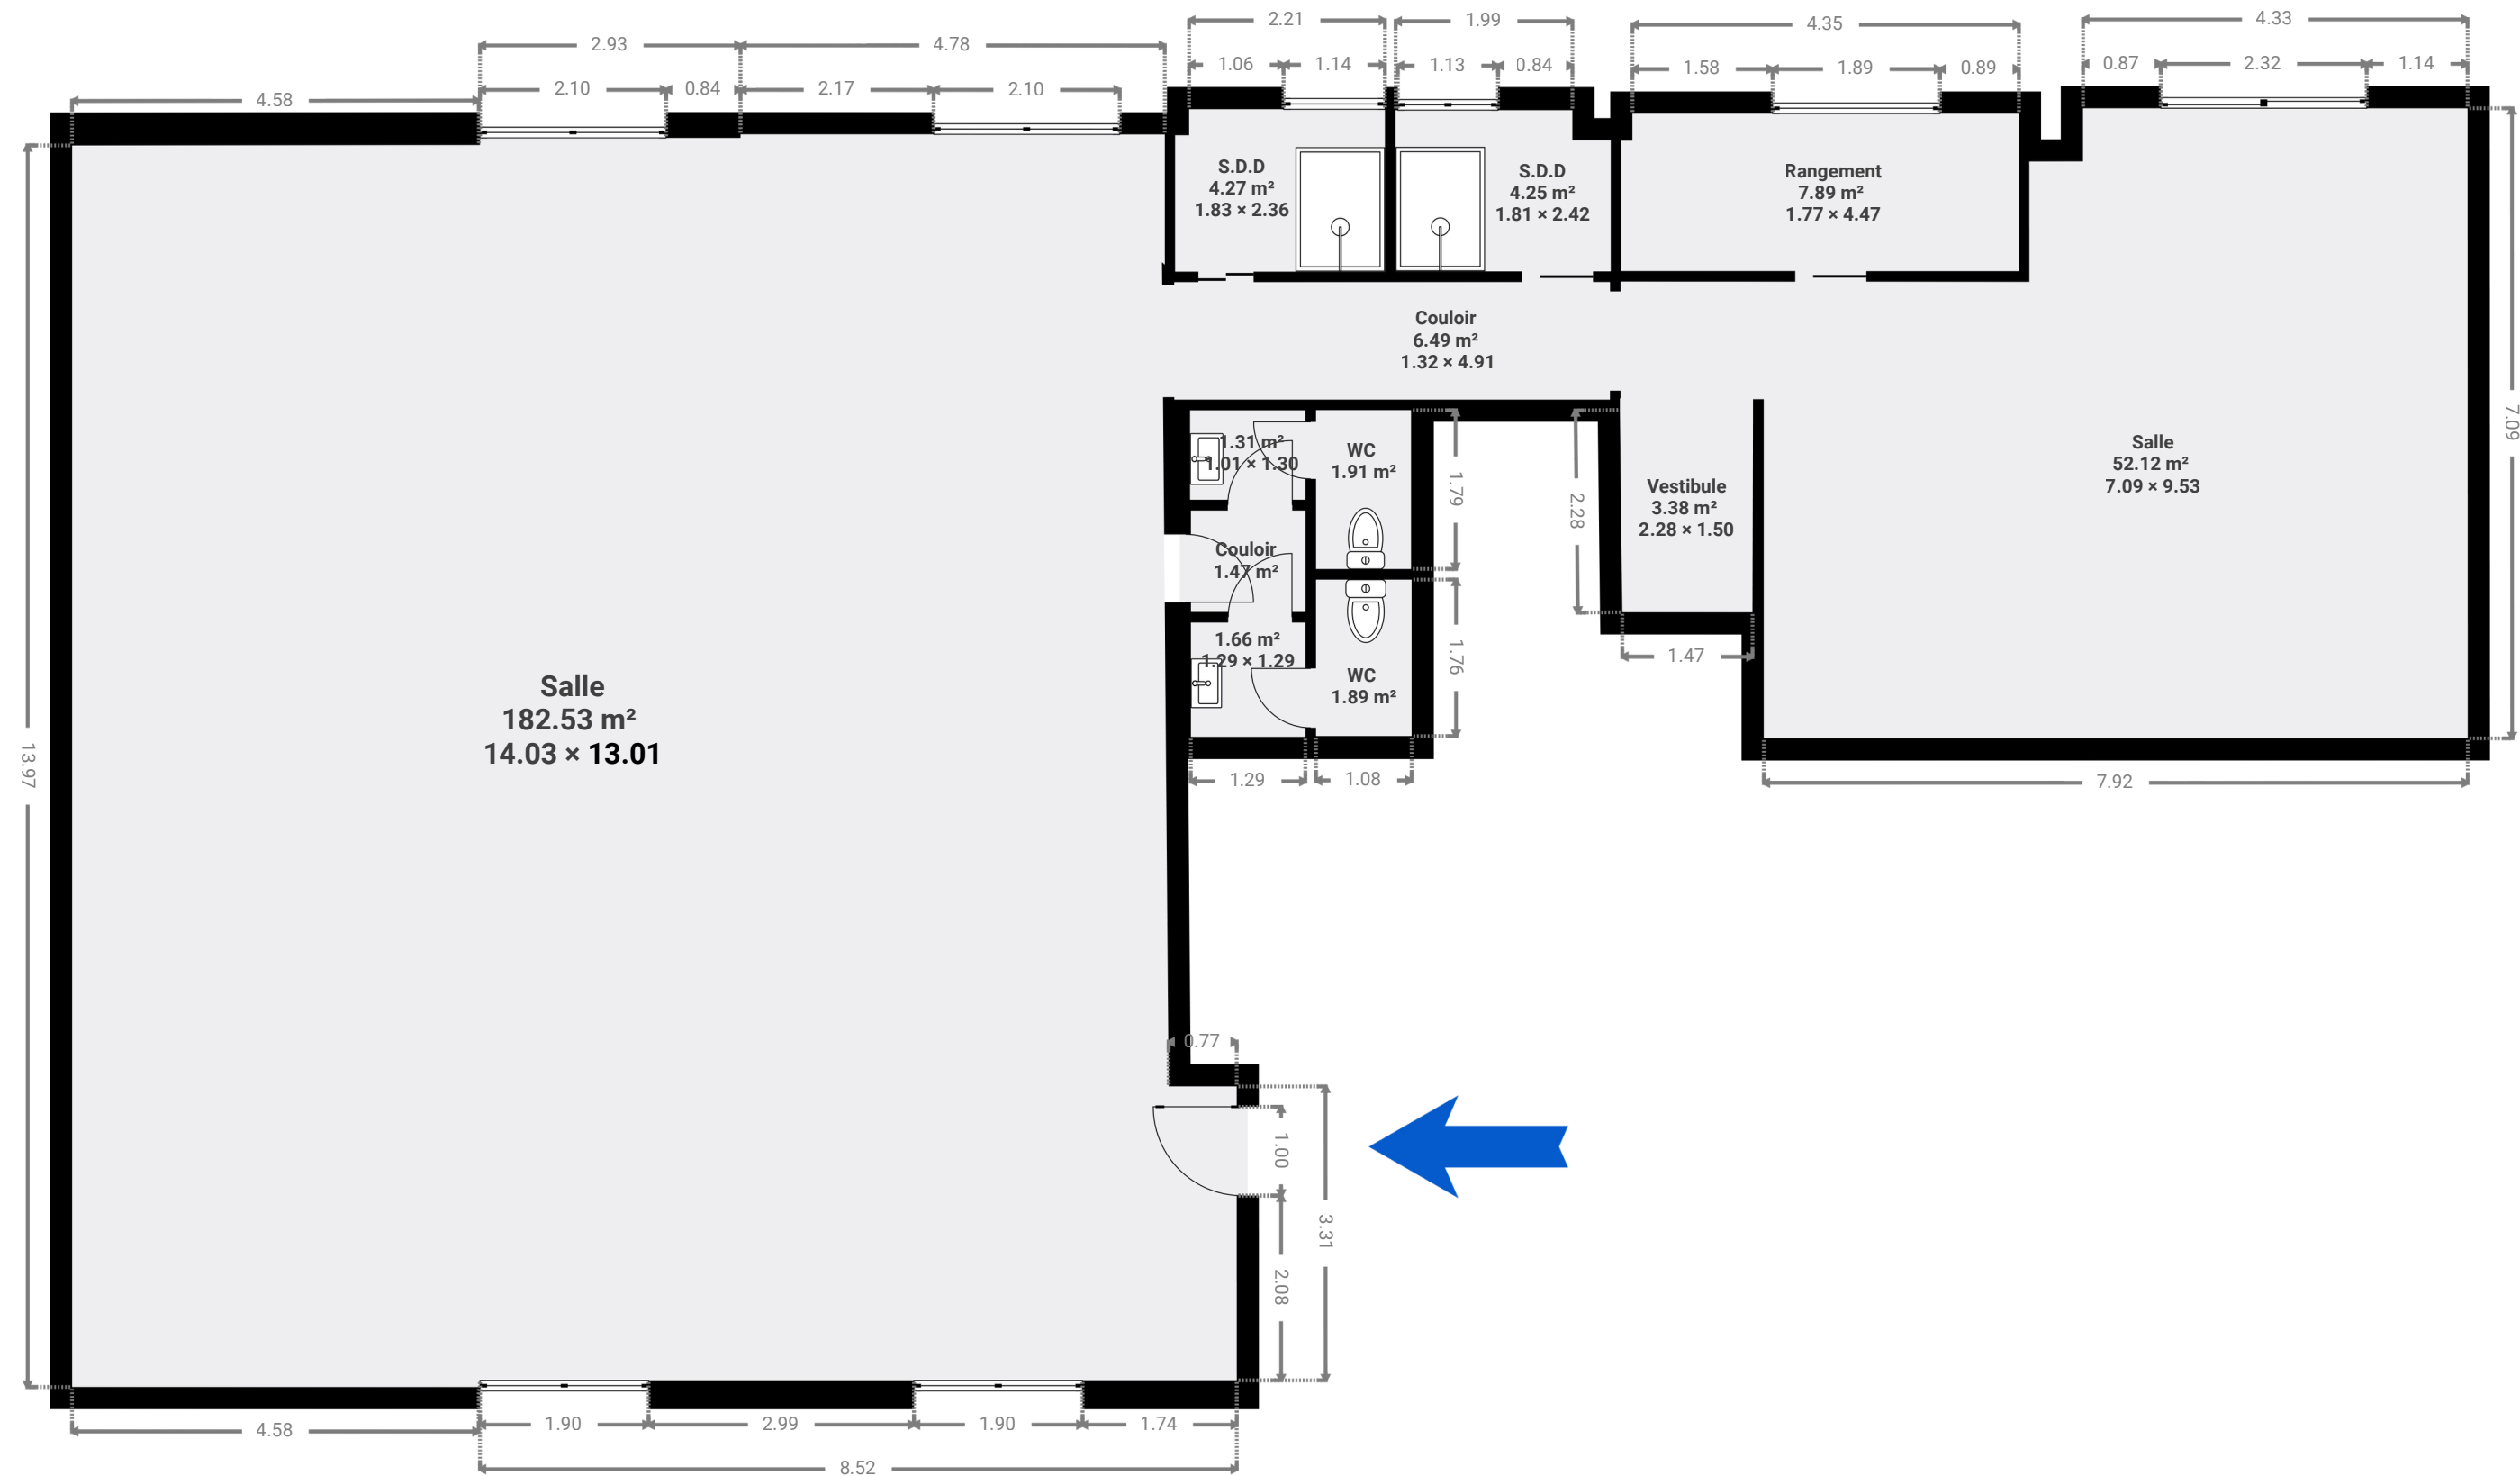 2.21
1.99
4.35
4.33
2.93
4.78
1.06
1.14
1.13
0.84
1.58
1.89
0.89
0.87
2.32
1.14
4.58
2.10
0.84
2.17
2.10
S.D.D
4.27 m²
1.83 × 2.36
S.D.D
4.25 m²
1.81 × 2.42
Rangement
7.89 m²
1.77 × 4.47
Couloir
6.49 m²
1.32 × 4.91
7.09
1.31 m²
1.01 × 1.30
WC
1.91 m²
1.79
2.28
Vestibule
3.38 m²
2.28 × 1.50
Salle
52.12 m²
7.09 × 9.53
Couloir
1.47 m²
1.66 m²
1.29 × 1.29
WC
1.89 m²
1.76
1.47
Salle
182.53 m²
14.03 × 13.01
13.97
1.29
1.08
7.92
0.77
1.00
3.31
2.08
4.58
1.90
2.99
1.90
1.74
8.52